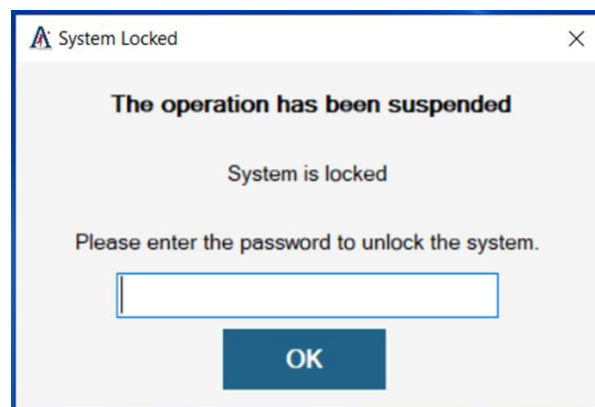 System Locked
The operation has been suspended
System is locked
Please enter the password to unlock the system.
OK